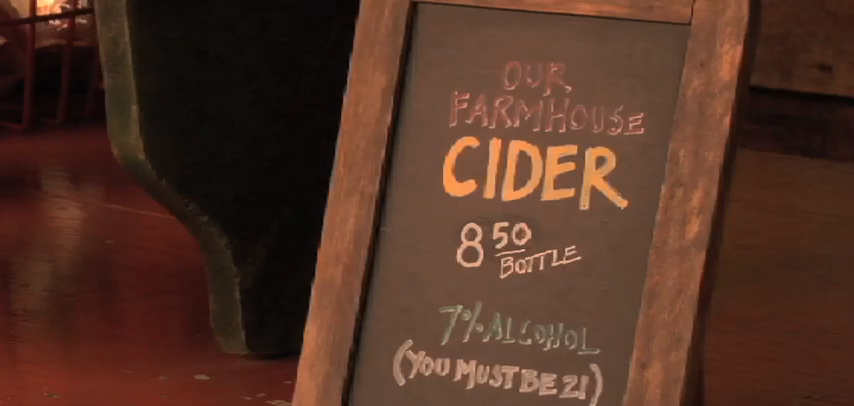 OUR
FARMHOUSE
CIDER
8 50
BOTTLE
7% ALCOHOL
(YOU MUST BE 21)